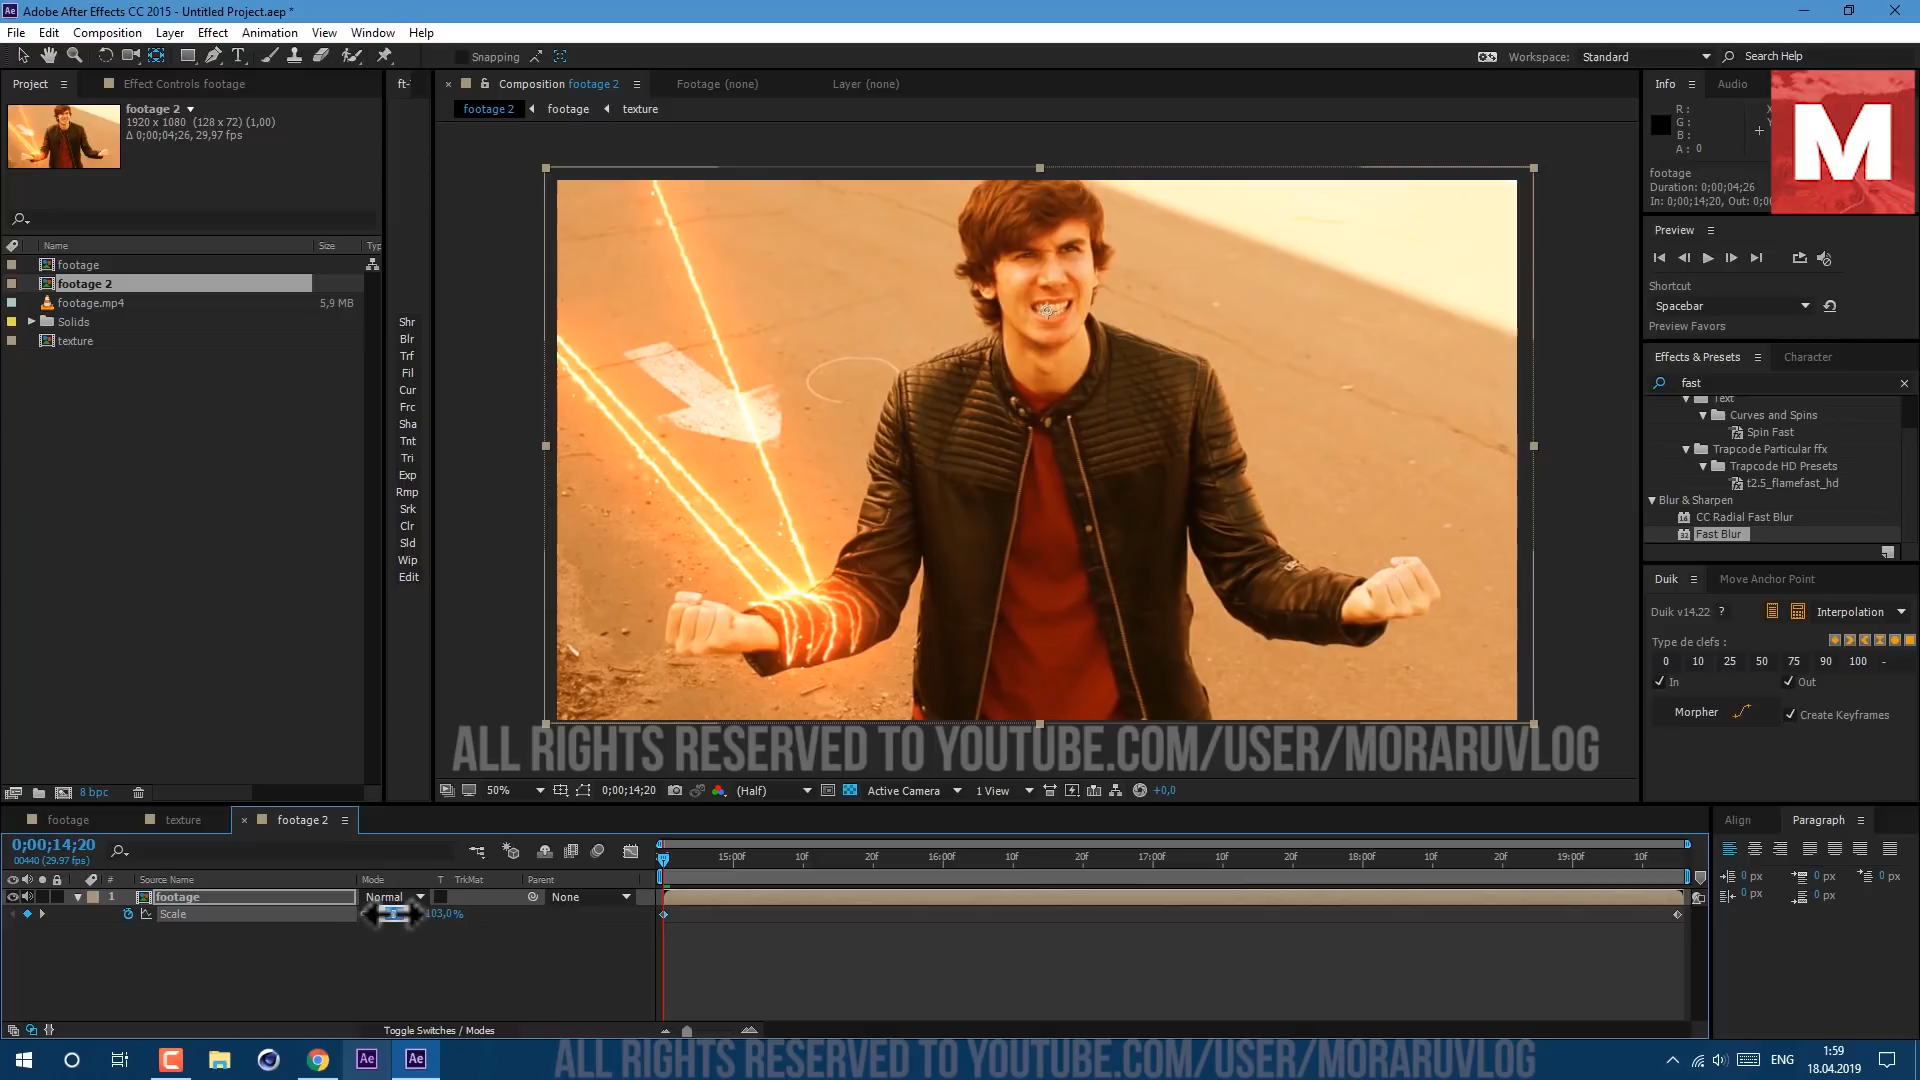 Adobe After Effects CC 2015 - Untitled Project.aep *
File Edit Composition Layer Effect Animation View Window Help
Snapping
Workspace: Standard
Search Help
Project
Effect Controls footage
footage 2
1920 x 1080 (128 x 72) (1,00)
Δ 0;00;04;26, 29,97 fps
Name Size Typ
footage
footage 2
footage.mp4 5,9 MB
Solids
texture
8 bpc
Shr
Blr
Trf
Fil
Cur
Frc
Sha
Tnt
Tri
Exp
Rmp
Srk
Clr
Sld
Wip
Edit
Composition footage 2
Footage (none)
Layer (none)
footage 2 footage texture
ALL RIGHTS RESERVED TO YOUTUBE.COM/USER/MORARUVLOG
50% 0;00;14;20 (Half) Active Camera 1 View +0,0
Info Audio
R :
G :
B :
A : 0
M
footage
Duration: 0;00;04;26
In: 0;00;14;20, Out: 0;0
Preview
Shortcut
Spacebar
Preview Favors
Effects & Presets Character
fast
Text
Curves and Spins
Spin Fast
Trapcode Particular ffx
Trapcode HD Presets
t2.5_flamefast_hd
Blur & Sharpen
CC Radial Fast Blur
Fast Blur
Duik Move Anchor Point
Duik v14.22 ? Interpolation
Type de clefs :
0 10 25 50 75 90 100 -
In Out
Morpher Create Keyframes
footage texture footage 2
0;00;14;20
00440 (29.97 fps)
15:00f 10f 20f 16:00f 10f 20f 17:00f 10f 20f 18:00f 10f 20f 19:00f 10f
# Source Name Mode T TrkMat Parent
1 footage Normal None
Scale 103,0%
Toggle Switches / Modes
Align Paragraph
0 px 0 px 0 px
0 px 0 px
ALL RIGHTS RESERVED TO YOUTUBE.COM/USER/MORARUVLOG
ENG
1:59
18.04.2019